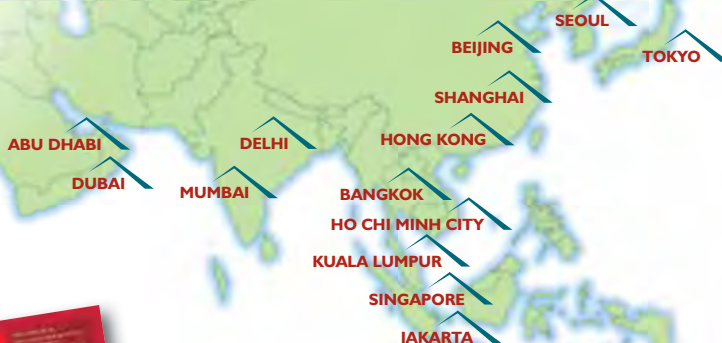 SEOUL
BEIJING
TOKYO
SHANGHAI
ABU DHABI
DELHI
HONG KONG
DUBAI
MUMBAI
BANGKOK
HO CHI MINH CITY
KUALA LUMPUR
SINGAPORE
JAKARTA